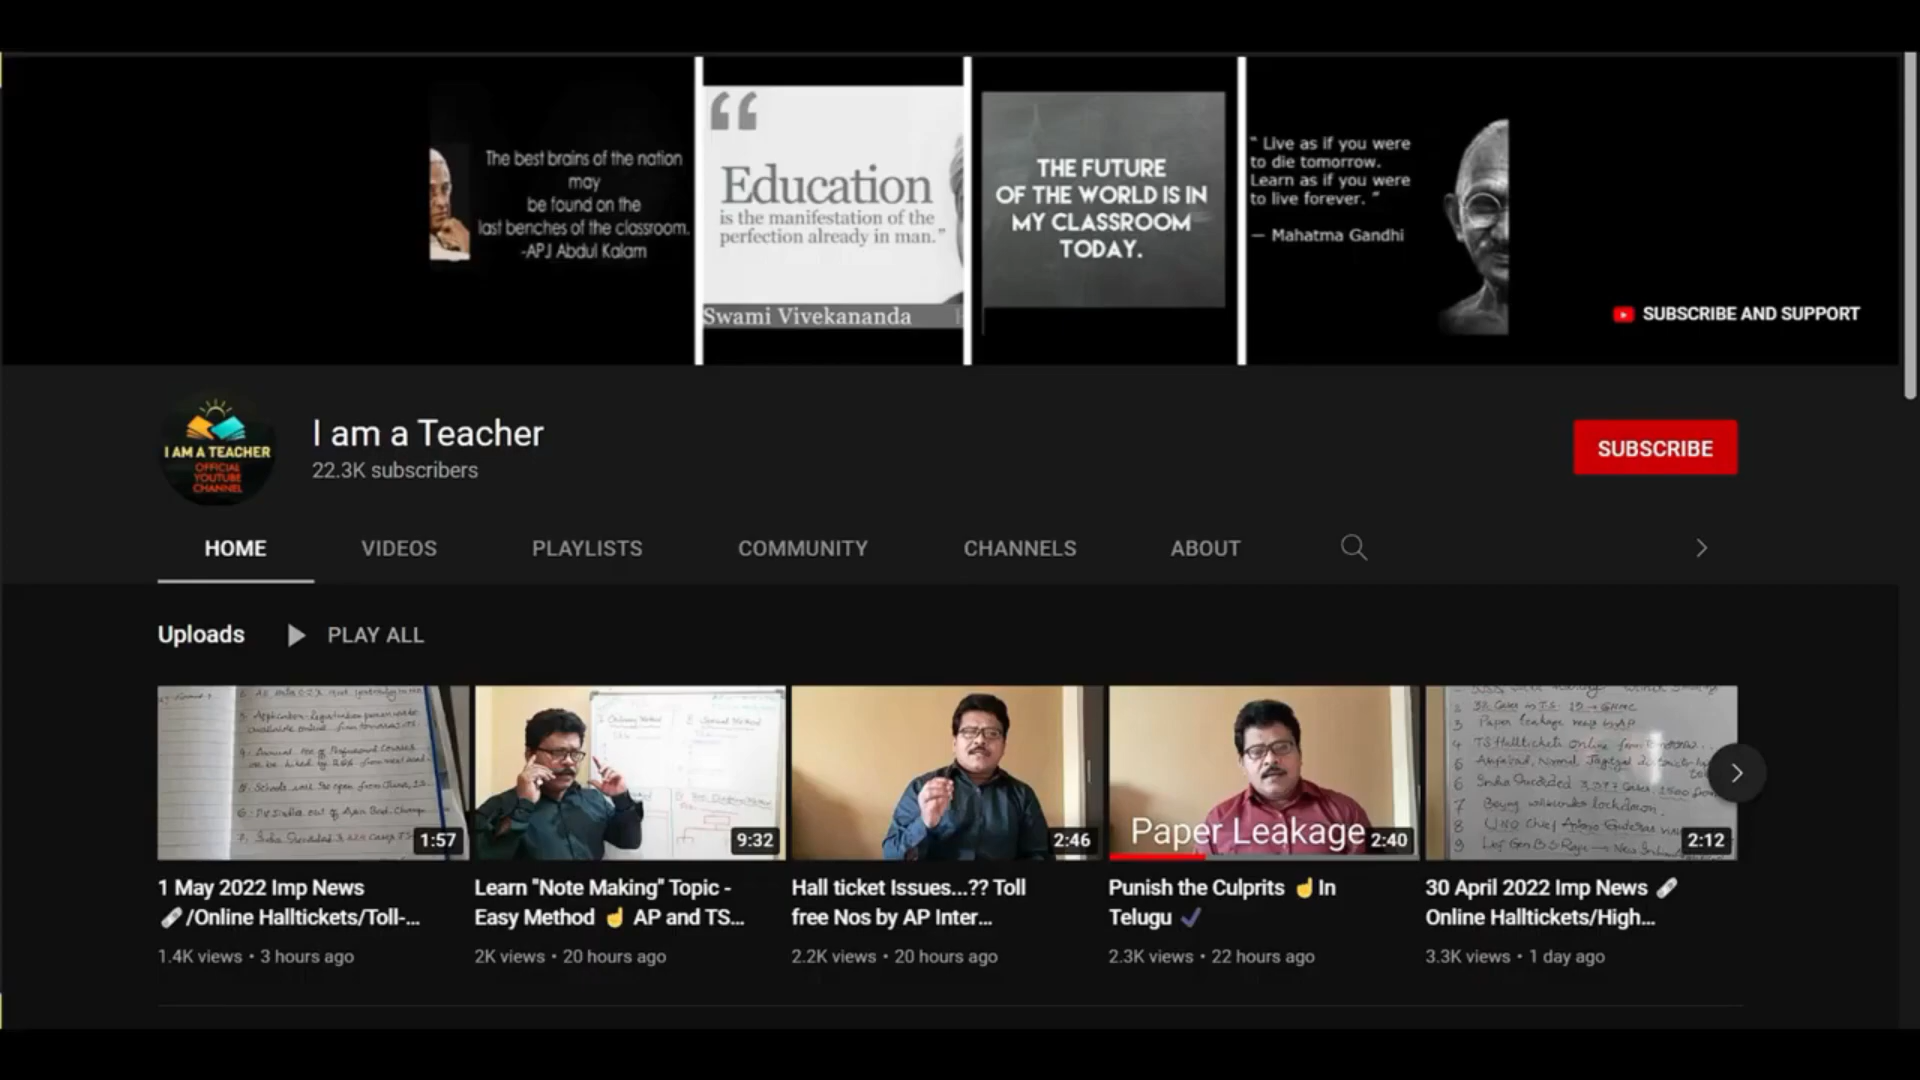 The best brains of the nation
may
be found on the
last benches of the classroom.
-APJ Abdul Kalam
“
Education
is the manifestation of the
perfection already in man.”
Swami Vivekananda
THE FUTURE
OF THE WORLD IS IN
MY CLASSROOM
TODAY.
“ Live as if you were
to die tomorrow.
Learn as if you were
to live forever. ”
— Mahatma Gandhi
SUBSCRIBE AND SUPPORT
I AM A TEACHER
OFFICIAL
YOUTUBE
CHANNEL
I am a Teacher
22.3K subscribers
SUBSCRIBE
HOME VIDEOS PLAYLISTS COMMUNITY CHANNELS ABOUT
Uploads PLAY ALL
1:57
9:32
2:46
Paper Leakage 2:40
2:12
1 May 2022 Imp News
🩹/Online Halltickets/Toll-...
1.4K views • 3 hours ago
Learn "Note Making" Topic -
Easy Method ☝ AP and TS...
2K views • 20 hours ago
Hall ticket Issues...?? Toll
free Nos by AP Inter...
2.2K views • 20 hours ago
Punish the Culprits ☝In
Telugu ✔
2.3K views • 22 hours ago
30 April 2022 Imp News 🩹
Online Halltickets/High...
3.3K views • 1 day ago